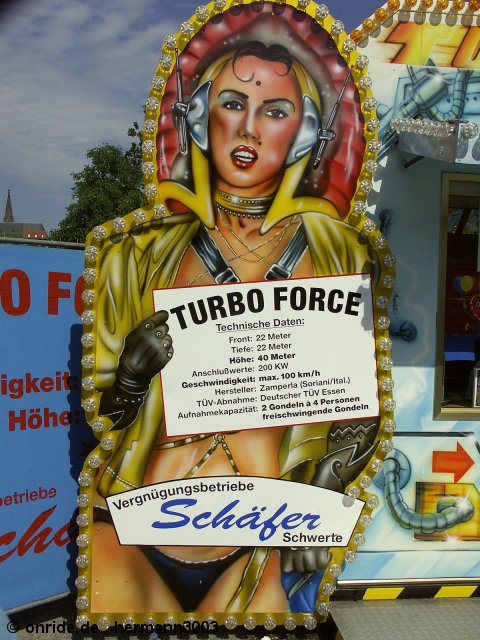 TURBO FORCE
Technische Daten:
Front: 22 Meter
Tiefe: 22 Meter
Höhe: 40 Meter
Anschlußwerte: 200 KW
Geschwindigkeit: max. 100 km/h
Hersteller: Zamperla (Soriani/Ital.)
TÜV-Abnahme: Deutscher TÜV Essen
Aufnahmekapazität: 2 Gondeln à 4 Personen
freischwingende Gondeln
Vergnügungsbetriebe
Schäfer
Schwerte
O FO
igkeit:
Höhe:
betriebe
© onride.de - hermann3003